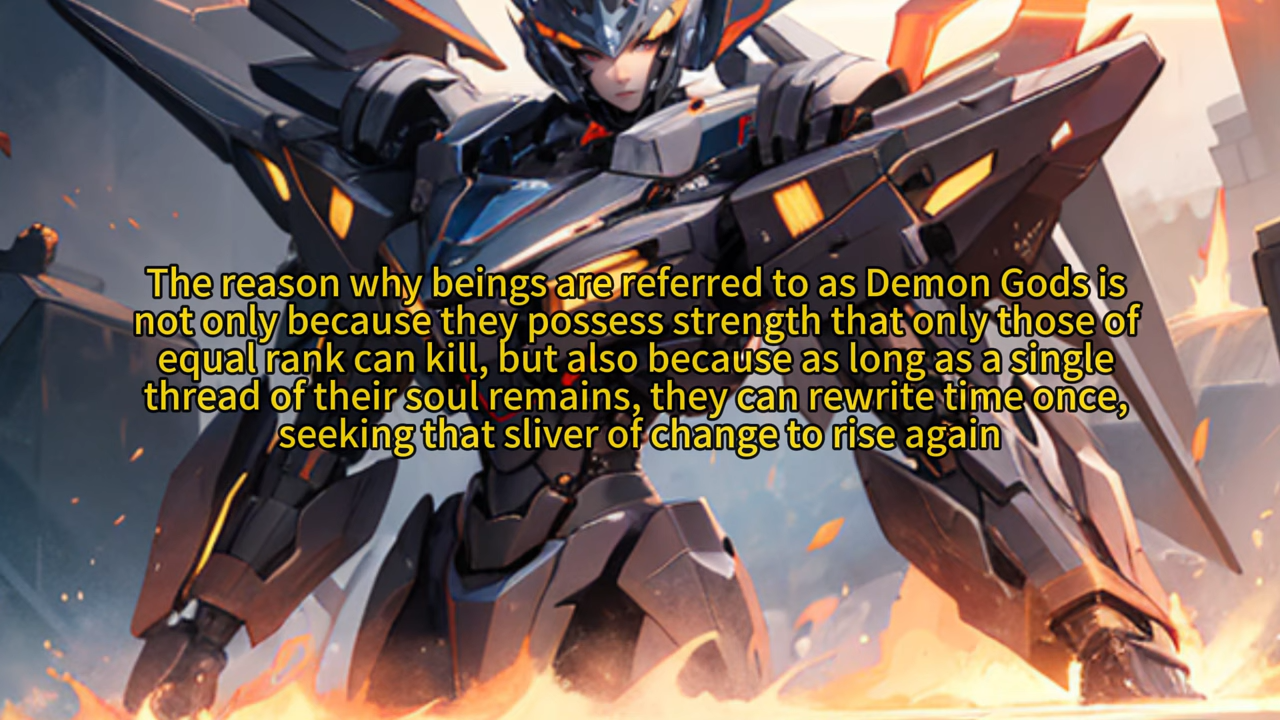 The reason why beings are referred to as Demon Gods is
not only because they possess strength that only those of
equal rank can kill, but also because as long as a single
thread of their soul remains, they can rewrite time once,
seeking that sliver of change to rise again